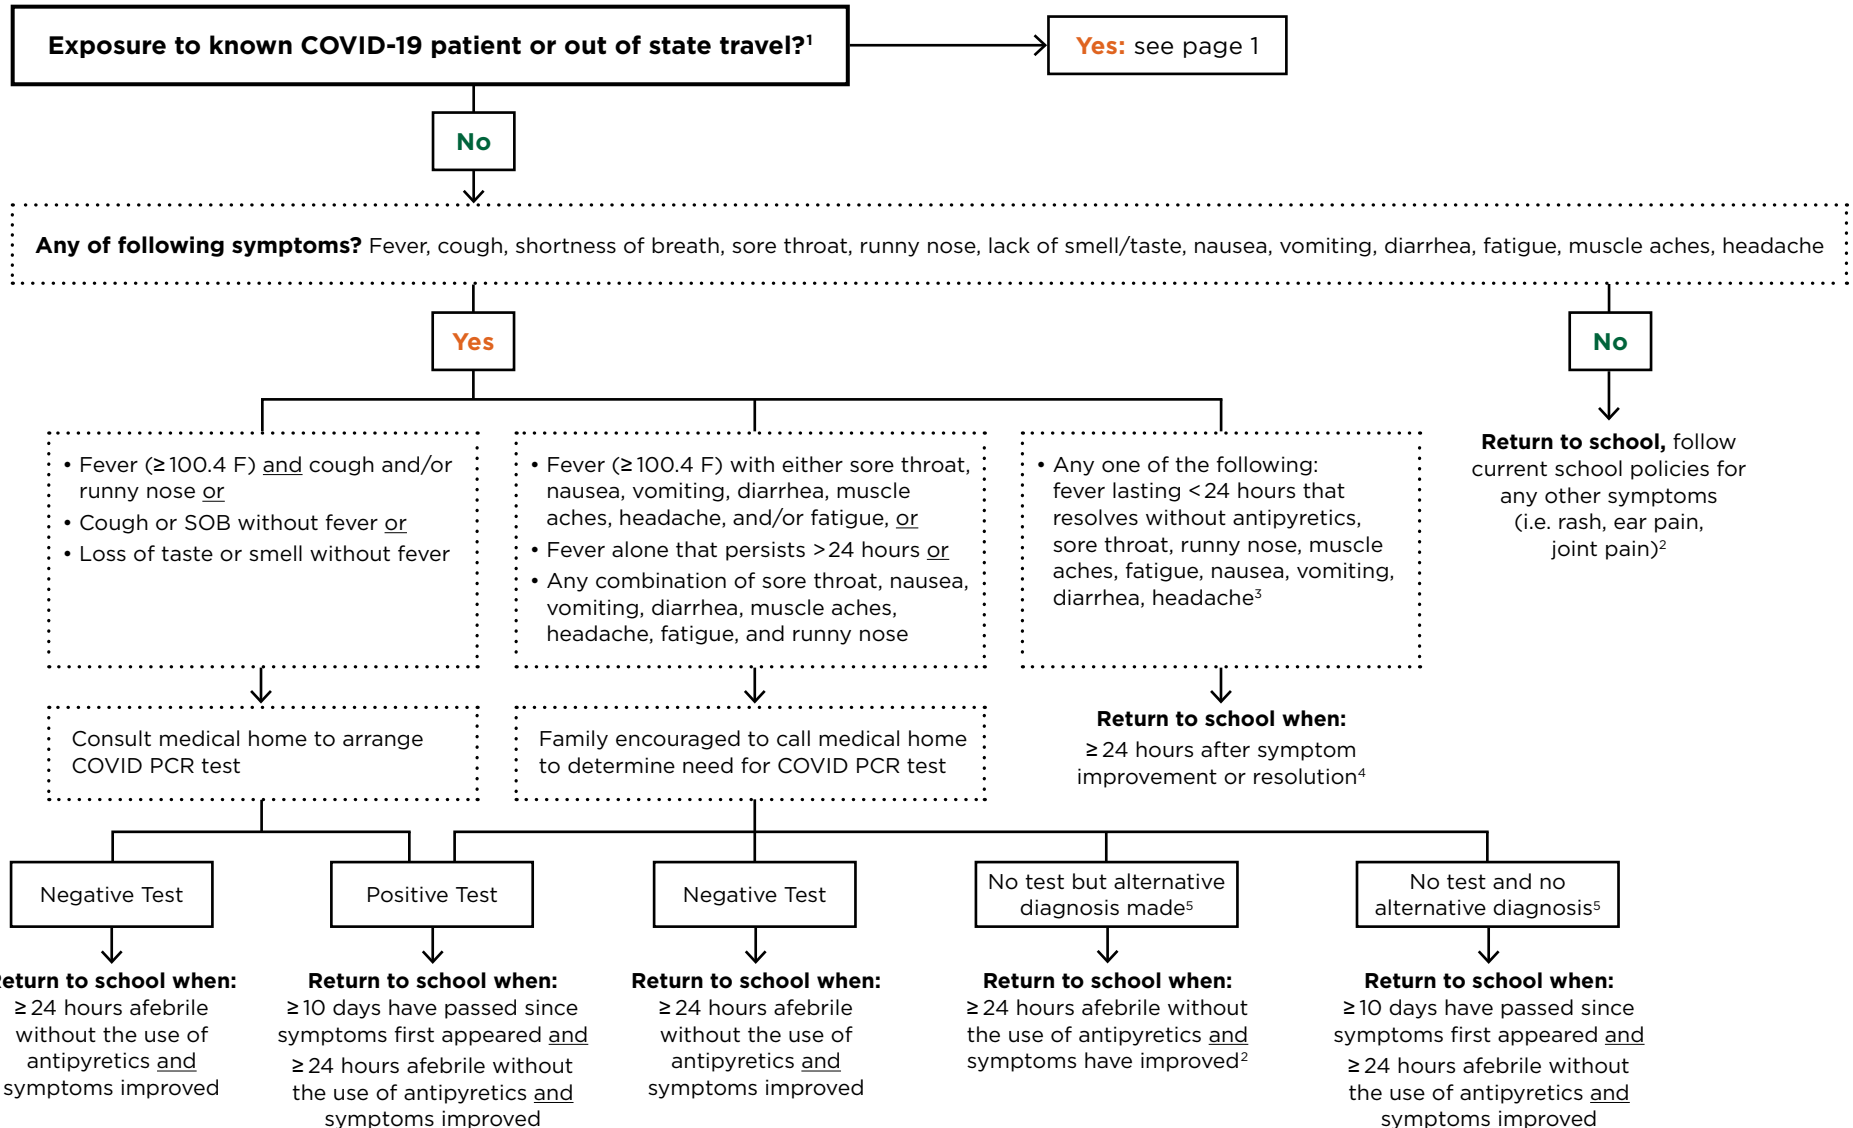 Exposure to known COVID-19 patient or out of state travel?¹
Yes: see page 1
No
Any of following symptoms? Fever, cough, shortness of breath, sore throat, runny nose, lack of smell/taste, nausea, vomiting, diarrhea, fatigue, muscle aches, headache
Yes
No
• Fever (≥100.4 F) and cough and/or
runny nose or
• Cough or SOB without fever or
• Loss of taste or smell without fever
• Fever (≥100.4 F) with either sore throat,
nausea, vomiting, diarrhea, muscle
aches, headache, and/or fatigue, or
• Fever alone that persists >24 hours or
• Any combination of sore throat, nausea,
vomiting, diarrhea, muscle aches,
headache, fatigue, and runny nose
• Any one of the following:
fever lasting <24 hours that
resolves without antipyretics,
sore throat, runny nose, muscle
aches, fatigue, nausea, vomiting,
diarrhea, headache³
Return to school, follow
current school policies for
any other symptoms
(i.e. rash, ear pain,
joint pain)²
Consult medical home to arrange
COVID PCR test
Family encouraged to call medical home
to determine need for COVID PCR test
Return to school when:
≥24 hours after symptom
improvement or resolution⁴
Negative Test
Positive Test
Negative Test
No test but alternative
diagnosis made⁵
No test and no
alternative diagnosis⁵
Return to school when:
≥24 hours afebrile
without the use of
antipyretics and
symptoms improved
Return to school when:
≥10 days have passed since
symptoms first appeared and
≥24 hours afebrile without
the use of antipyretics and
symptoms improved
Return to school when:
≥24 hours afebrile
without the use of
antipyretics and
symptoms improved
Return to school when:
≥24 hours afebrile without
the use of antipyretics and
symptoms have improved²
Return to school when:
≥10 days have passed since
symptoms first appeared and
≥24 hours afebrile without
the use of antipyretics and
symptoms improved